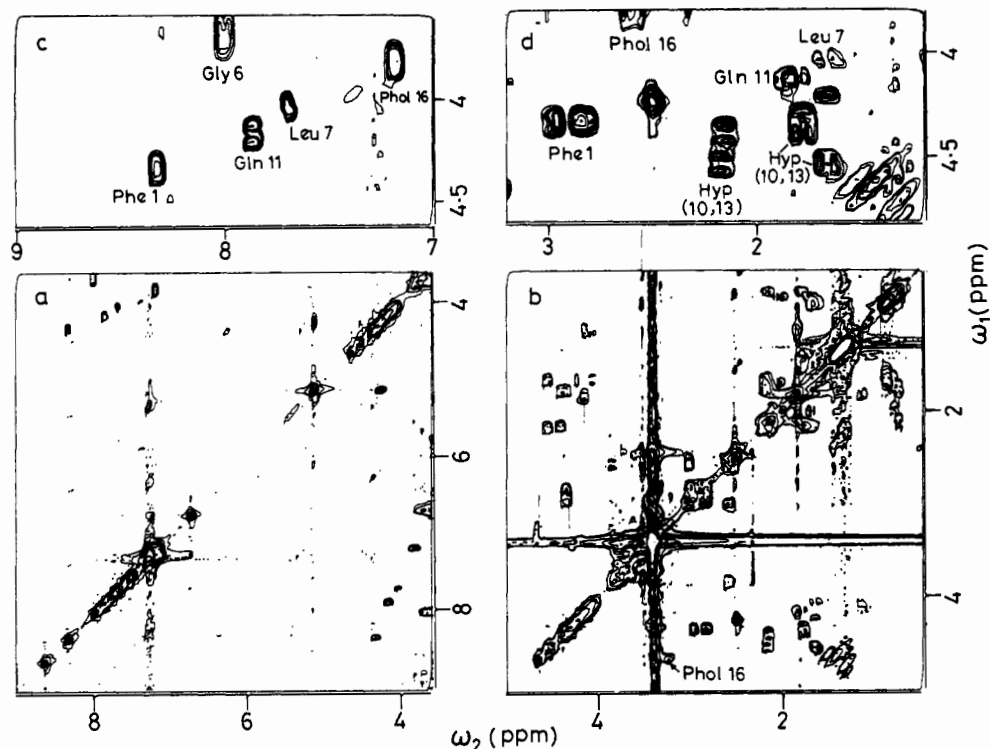 c
Gly 6
Phol 16
Leu 7
Gln 11
Phe 1
4
4·5
9
8
7
d
Phol 16
Leu 7
Gln 11
Phe 1
Hyp
(10,13)
Hyp
(10,13)
4
4·5
3
2
a
4
6
8
8
6
4
b
Phol 16
2
4
4
2
ω₁(ppm)
ω₂ (ppm)